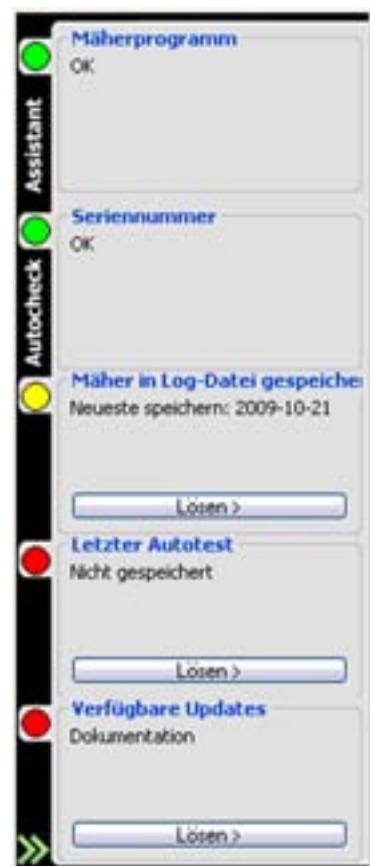 Mäherprogramm
OK
Assistant
Seriennummer
OK
Autocheck
Mäher in Log-Datei gespeiche
Neueste speichern: 2009-10-21
Lösen >
Letzter Autotest
Nicht gespeichert
Lösen >
Verfügbare Updates
Dokumentation
Lösen >